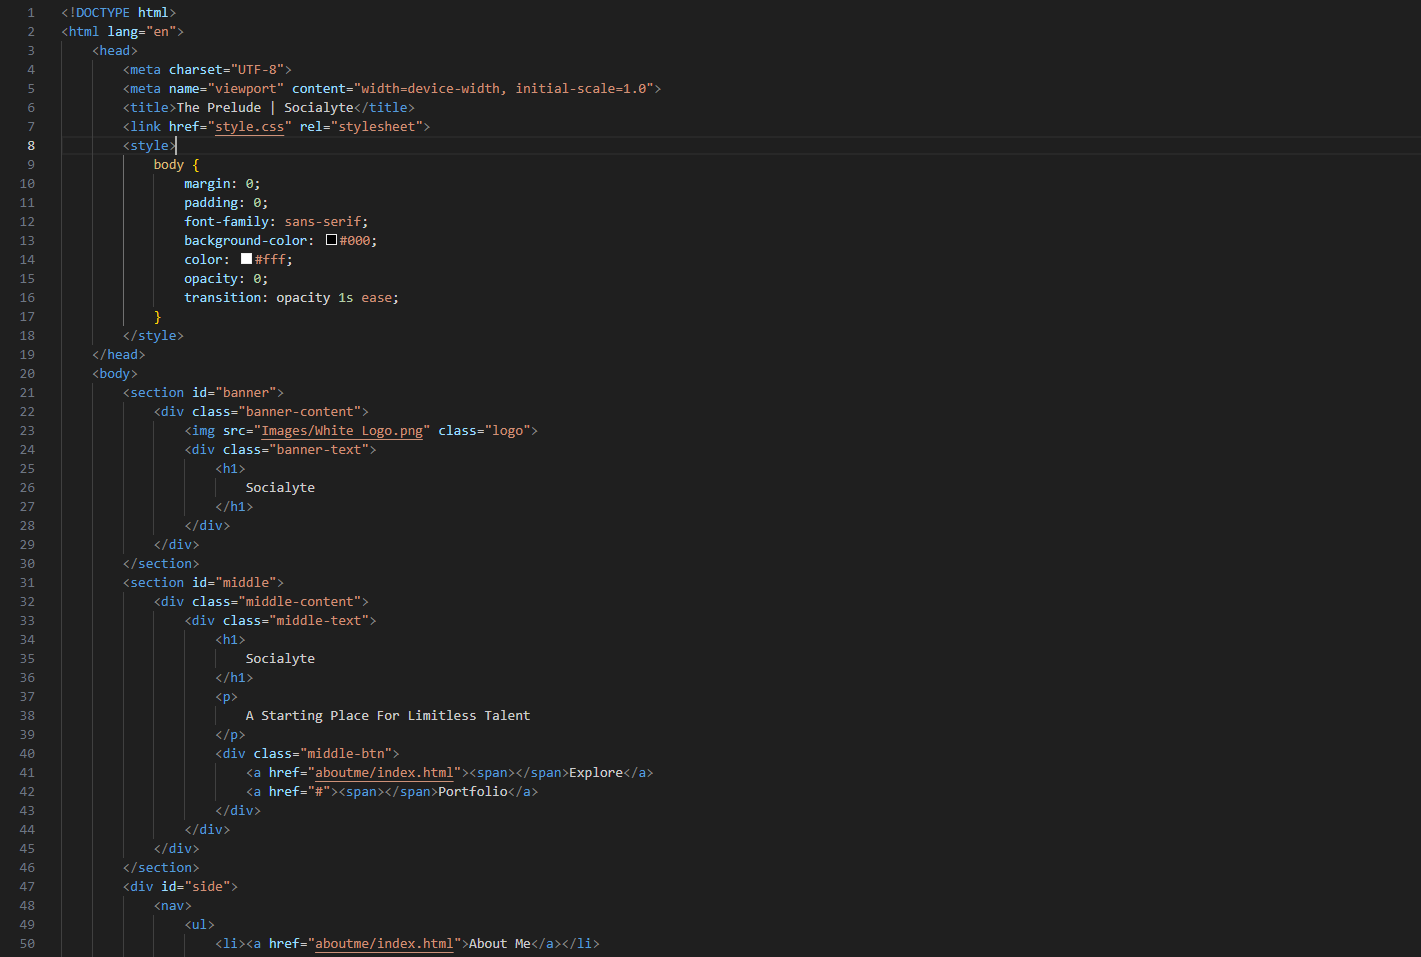 1 <!DOCTYPE html>
2 <html lang="en">
3     <head>
4         <meta charset="UTF-8">
5         <meta name="viewport" content="width=device-width, initial-scale=1.0">
6         <title>The Prelude | Socialyte</title>
7         <link href="style.css" rel="stylesheet">
8         <style>
9             body {
10                 margin: 0;
11                 padding: 0;
12                 font-family: sans-serif;
13                 background-color: #000;
14                 color: #fff;
15                 opacity: 0;
16                 transition: opacity 1s ease;
17             }
18         </style>
19     </head>
20     <body>
21         <section id="banner">
22             <div class="banner-content">
23                 <img src="Images/White Logo.png" class="logo">
24                 <div class="banner-text">
25                     <h1>
26                         Socialyte
27                     </h1>
28                 </div>
29             </div>
30         </section>
31         <section id="middle">
32             <div class="middle-content">
33                 <div class="middle-text">
34                     <h1>
35                         Socialyte
36                     </h1>
37                     <p>
38                         A Starting Place For Limitless Talent
39                     </p>
40                     <div class="middle-btn">
41                         <a href="aboutme/index.html"><span></span>Explore</a>
42                         <a href="#"><span></span>Portfolio</a>
43                     </div>
44                 </div>
45             </div>
46         </section>
47         <div id="side">
48             <nav>
49                 <ul>
50                     <li><a href="aboutme/index.html">About Me</a></li>